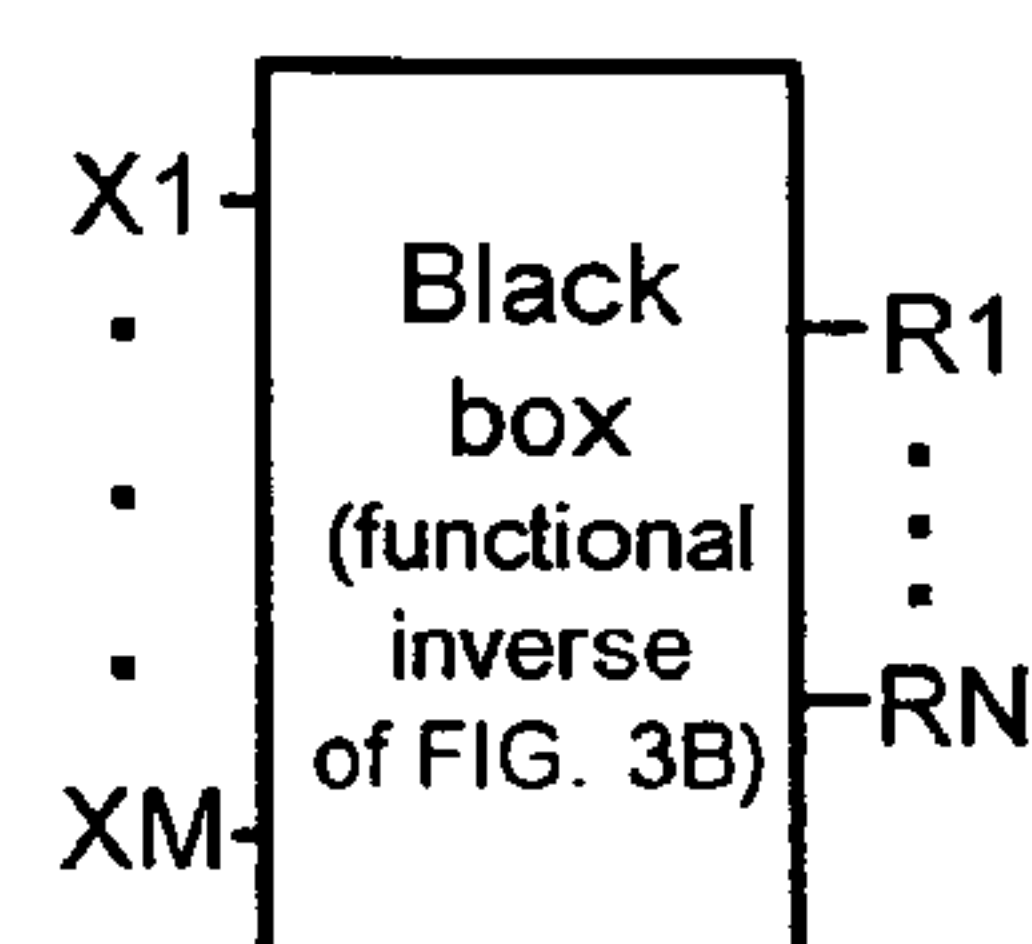 X1
Black
box
(functional
inverse
of FIG. 3B)
XM
R1
RN